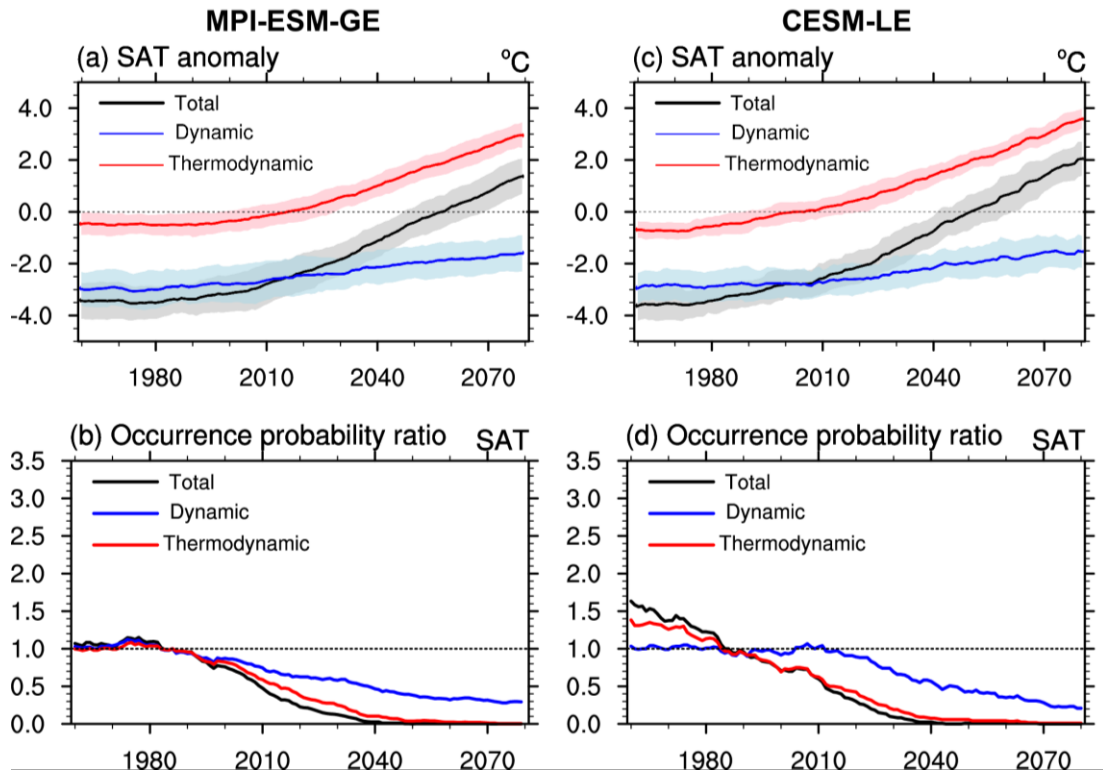 MPI-ESM-GE
CESM-LE
(a) SAT anomaly ºC
4.0
2.0
0.0
-2.0
-4.0
Total
Dynamic
Thermodynamic
1980 2010 2040 2070
(c) SAT anomaly ºC
4.0
2.0
0.0
-2.0
-4.0
Total
Dynamic
Thermodynamic
1980 2010 2040 2070
(b) Occurrence probability ratio SAT
3.5
3.0
2.5
2.0
1.5
1.0
0.5
0.0
Total
Dynamic
Thermodynamic
1980 2010 2040 2070
(d) Occurrence probability ratio SAT
3.5
3.0
2.5
2.0
1.5
1.0
0.5
0.0
Total
Dynamic
Thermodynamic
1980 2010 2040 2070